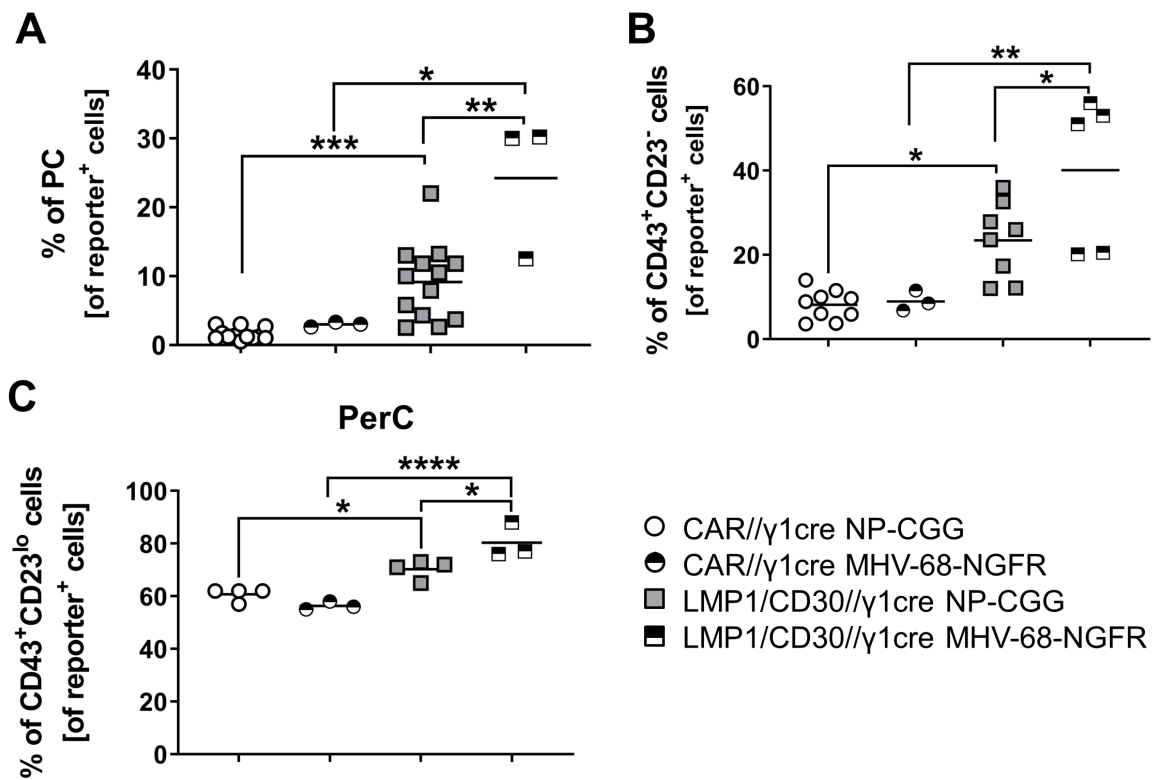 A
% of PC
[of reporter⁺ cells]
40
30
20
10
0
***
**
*
B
% of CD43⁺CD23⁻ cells
[of reporter⁺ cells]
60
40
20
0
*
*
**
C
PerC
% of CD43⁺CD23ˡᵒ cells
[of reporter⁺ cells]
100
80
60
40
20
0
*
*
****
CAR//γ1cre NP-CGG
CAR//γ1cre MHV-68-NGFR
LMP1/CD30//γ1cre NP-CGG
LMP1/CD30//γ1cre MHV-68-NGFR